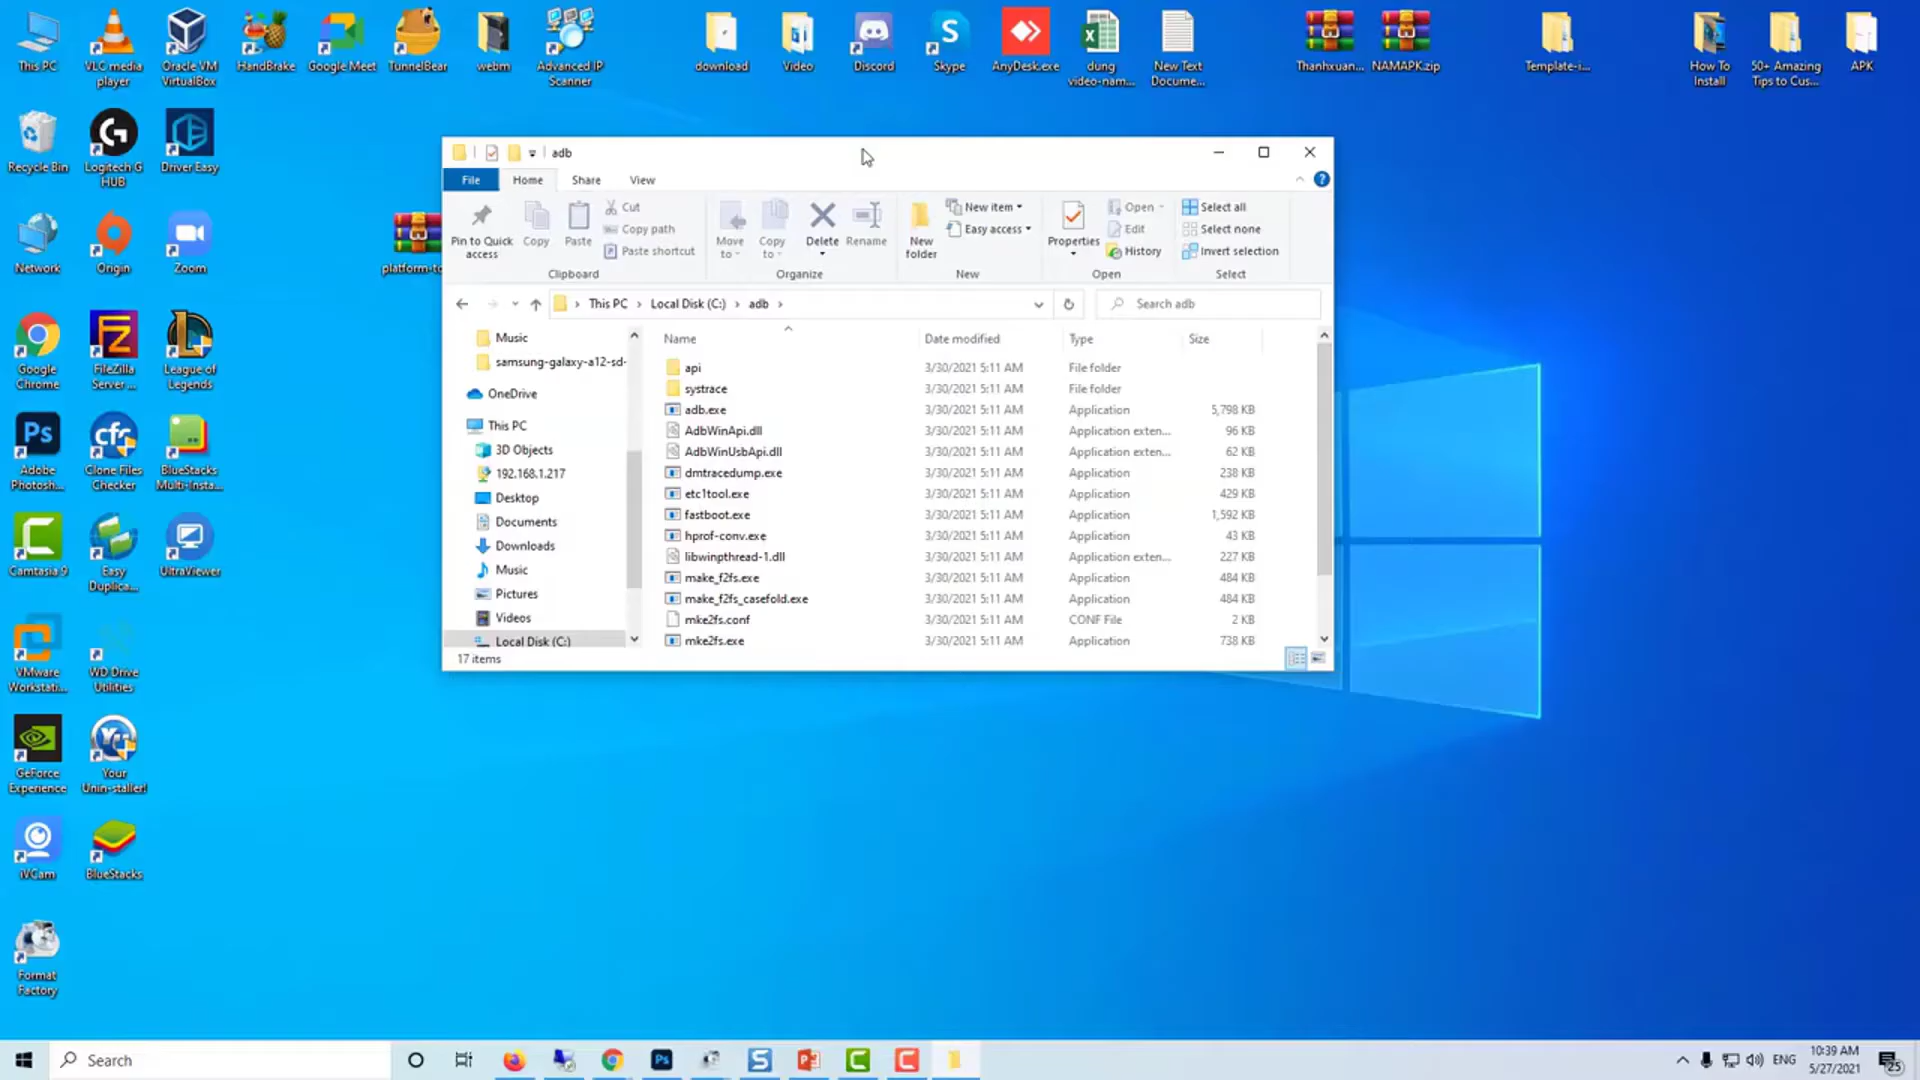 This PC
VLC media
player
Oracle VM
VirtualBox
HandBrake
Google Meet
TunnelBear
webm
Advanced IP
Scanner
download
Video
Discord
Skype
AnyDesk.exe
dung
video-nam...
New Text
Docume...
Thanhxuan...
NAMAPK.zip
Template-i...
How To
Install
50+ Amazing
Tips to Cus...
APK
Recycle Bin
Logitech G
HUB
Driver Easy
Network
Origin
Zoom
platform-to
Google
Chrome
FileZilla
Server ...
League of
Legends
Adobe
Photosh...
Clone Files
Checker
BlueStacks
Multi-Insta...
Camtasia 9
Easy
Duplica...
UltraViewer
VMware
Workstati...
WD Drive
Utilities
GeForce
Experience
Your
Unin-staller!
iVCam
BlueStacks
Format
Factory
adb
File
Home
Share
View
Pin to Quick
access
Copy
Paste
Cut
Copy path
Paste shortcut
Clipboard
Move
to
Copy
to
Delete
Rename
Organize
New
folder
New item
Easy access
New
Properties
Open
Edit
History
Open
Select all
Select none
Invert selection
Select
This PC › Local Disk (C:) › adb ›
Search adb
Music
samsung-galaxy-a12-sd-
OneDrive
This PC
3D Objects
192.168.1.217
Desktop
Documents
Downloads
Music
Pictures
Videos
Local Disk (C:)
Name Date modified Type Size
api 3/30/2021 5:11 AM File folder
systrace 3/30/2021 5:11 AM File folder
adb.exe 3/30/2021 5:11 AM Application 5,798 KB
AdbWinApi.dll 3/30/2021 5:11 AM Application exten... 96 KB
AdbWinUsbApi.dll 3/30/2021 5:11 AM Application exten... 62 KB
dmtracedump.exe 3/30/2021 5:11 AM Application 238 KB
etc1tool.exe 3/30/2021 5:11 AM Application 429 KB
fastboot.exe 3/30/2021 5:11 AM Application 1,592 KB
hprof-conv.exe 3/30/2021 5:11 AM Application 43 KB
libwinpthread-1.dll 3/30/2021 5:11 AM Application exten... 227 KB
make_f2fs.exe 3/30/2021 5:11 AM Application 484 KB
make_f2fs_casefold.exe 3/30/2021 5:11 AM Application 484 KB
mke2fs.conf 3/30/2021 5:11 AM CONF File 2 KB
mke2fs.exe 3/30/2021 5:11 AM Application 738 KB
17 items
Search
ENG
10:39 AM
5/27/2021
25